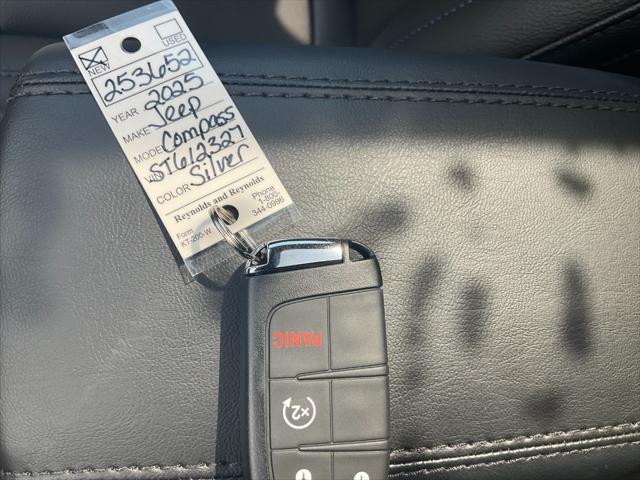 NEW USED
253652
YEAR 2025
MAKE Jeep
MODEL Compass
VIN ST612327
COLOR Silver
Reynolds and Reynolds
Form
KT-200-W
Phone
1-800-
344-0996
PANIC
×2